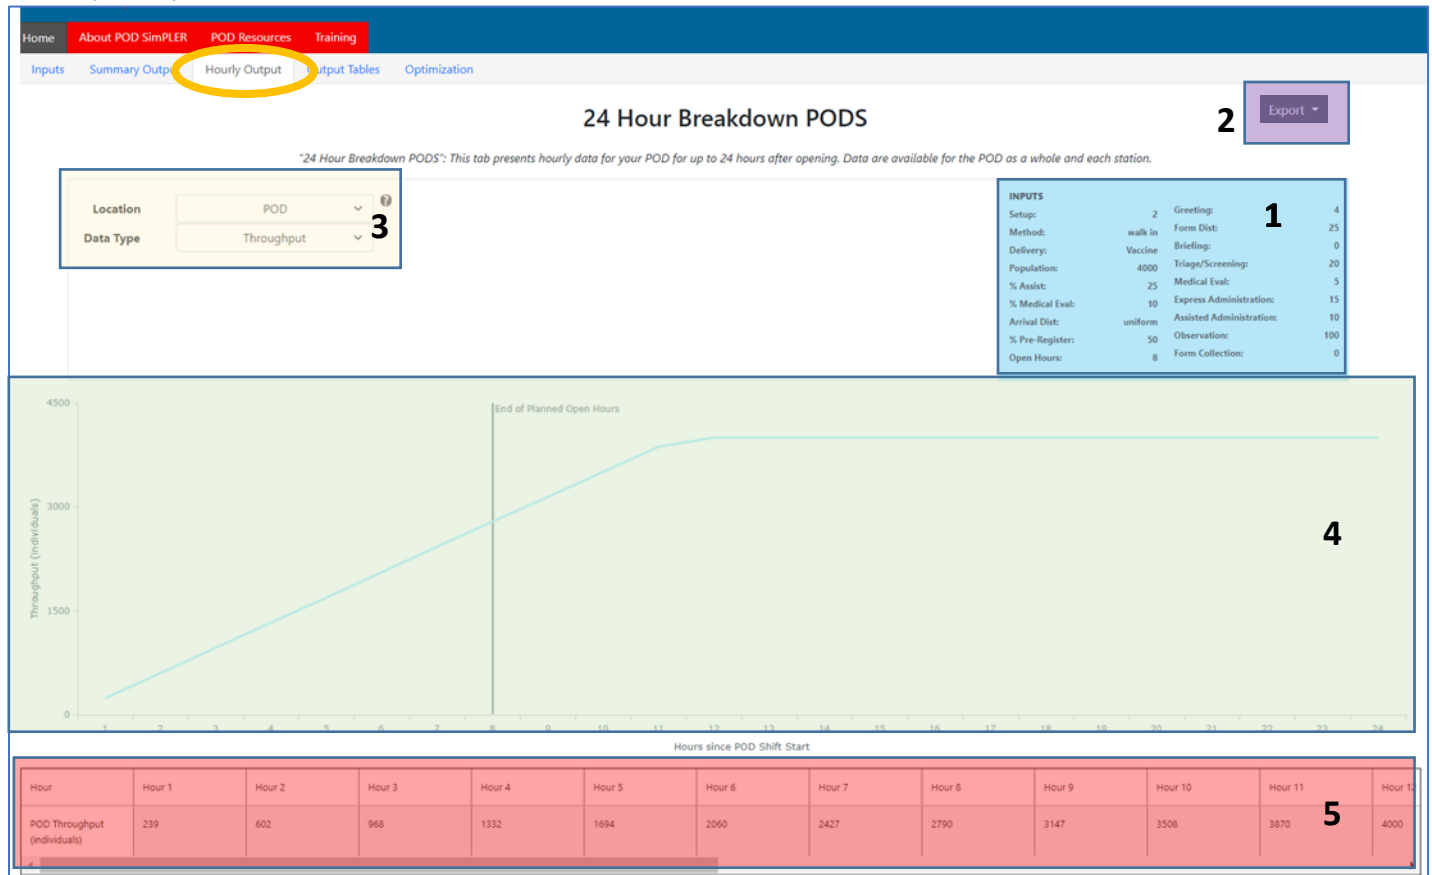 Home About POD SimPLER POD Resources Training
Inputs Summary Outp Hourly Output utput Tables Optimization
24 Hour Breakdown PODS
Export
2
"24 Hour Breakdown PODS": This tab presents hourly data for your POD for up to 24 hours after opening. Data are available for the POD as a whole and each station.
Location POD
Data Type Throughput
3
INPUTS
Setup: 2
Method: walk in
Delivery: Vaccine
Population: 4000
% Assist: 25
% Medical Eval: 10
Arrival Dist: uniform
% Pre-Register: 50
Open Hours: 8
Greeting: 4
Form Dist: 25
Briefing: 0
Triage/Screening: 20
Medical Eval: 5
Express Administration: 15
Assisted Administration: 10
Observation: 100
Form Collection: 0
1
4500
3000
1500
0
Throughput (individuals)
End of Planned Open Hours
4
1 2 3 4 5 6 7 8 9 10 11 12 13 14 15 16 17 18 19 20 21 22 23 24
Hours since POD Shift Start
Hour Hour 1 Hour 2 Hour 3 Hour 4 Hour 5 Hour 6 Hour 7 Hour 8 Hour 9 Hour 10 Hour 11 Hour 12
POD Throughput (individuals) 239 602 968 1332 1694 2060 2427 2790 3147 3508 3870 4000
5